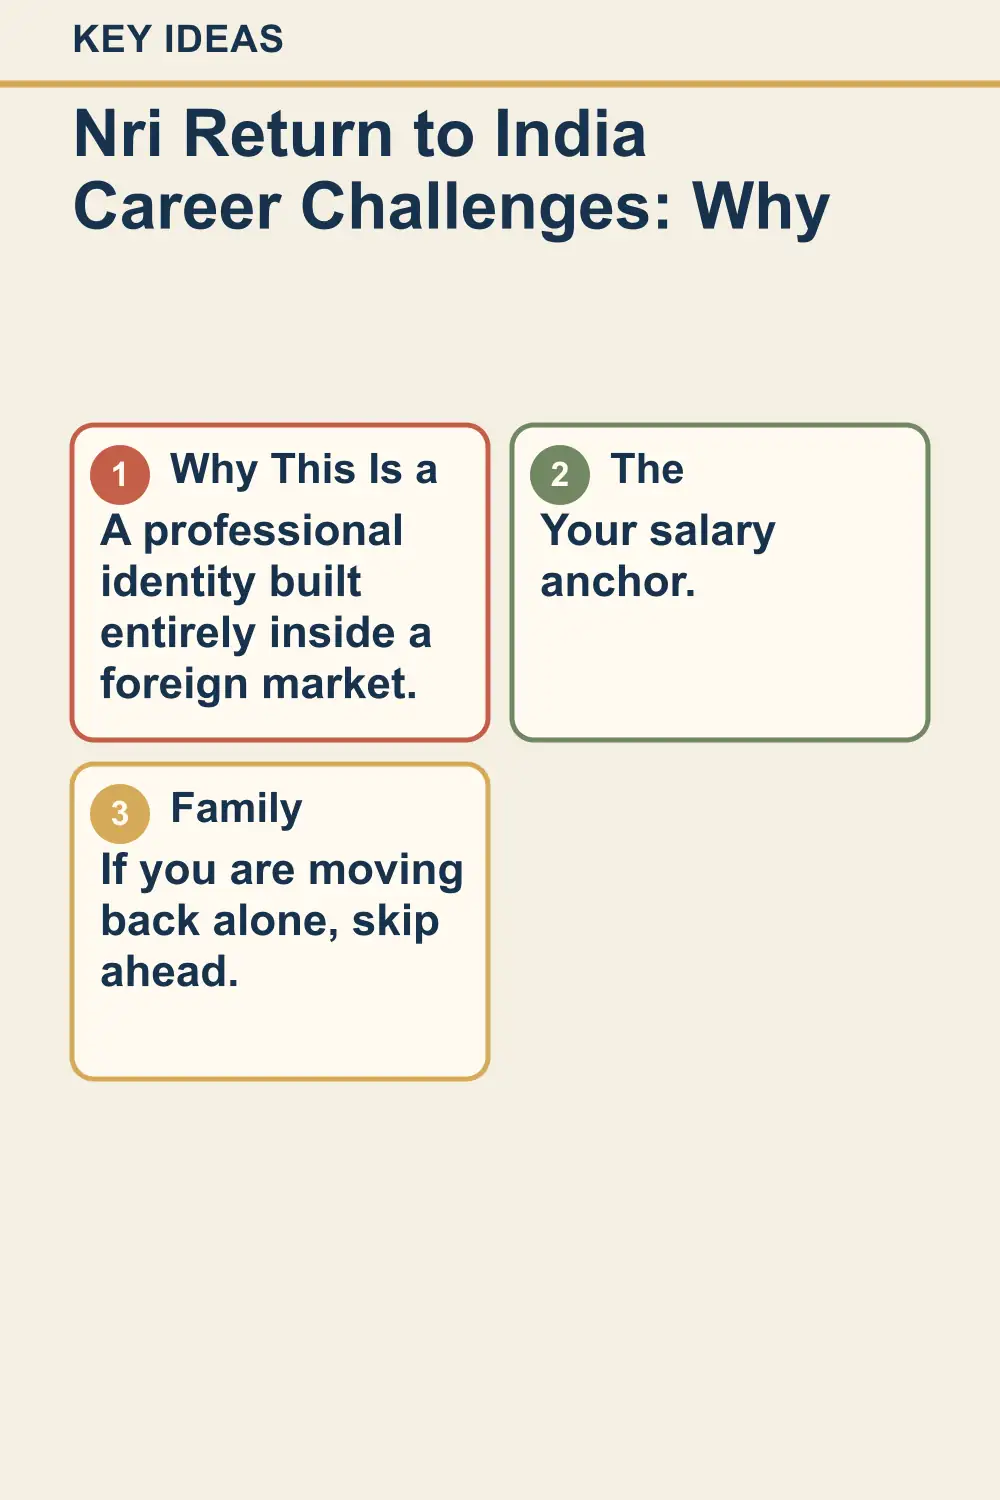 KEY IDEAS
Nri Return to India
Career Challenges: Why
1 Why This Is a
A professional
identity built
entirely inside a
foreign market.
2 The
Your salary
anchor.
3 Family
If you are moving
back alone, skip
ahead.